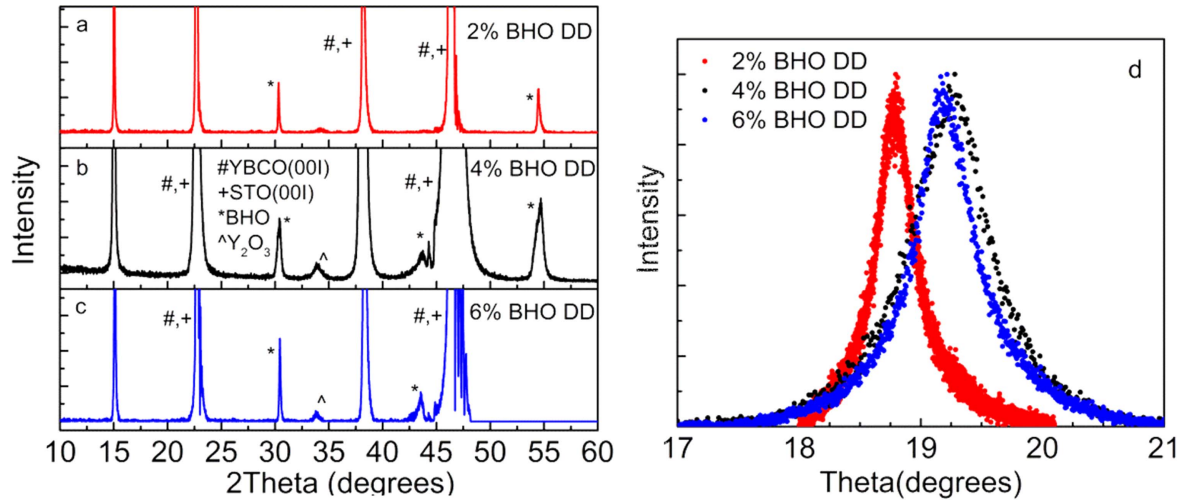 a
2% BHO DD
#,+
#,+
*
*
b
4% BHO DD
#,+
#YBCO(00l)
+STO(00l)
*BHO
^Y2O3
#,+
*
*
*
^
c
6% BHO DD
#,+
#,+
*
*
^
Intensity
10 15 20 25 30 35 40 45 50 55 60
2Theta (degrees)
d
2% BHO DD
4% BHO DD
6% BHO DD
Intensity
17 18 19 20 21
Theta(degrees)